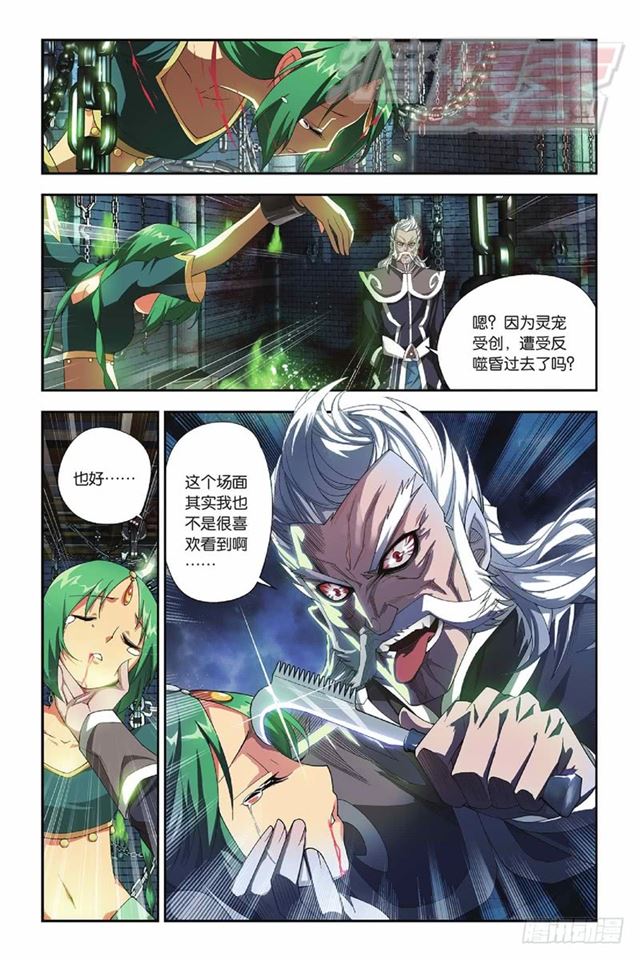 嗯？因为灵宠
受创，遭受反
噬昏过去了吗？
也好……
这个场面
其实我也
不是很喜
欢看到啊
……
腾讯动漫